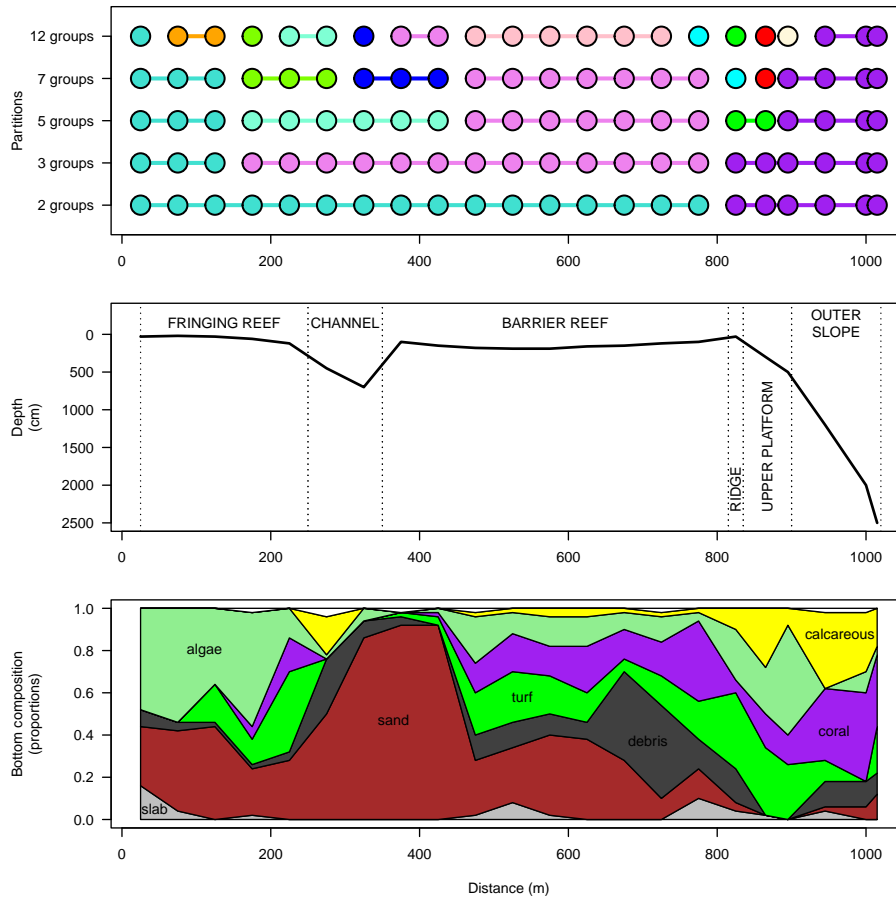 12 groups
7 groups
5 groups
3 groups
2 groups
Partitions
0 200 400 600 800 1000
FRINGING REEF CHANNEL BARRIER REEF OUTER
SLOPE
RIDGE
UPPER PLATFORM
0
500
1000
1500
2000
2500
Depth
(cm)
0 200 400 600 800 1000
1.0
0.8
0.6
0.4
0.2
0.0
Bottom composition
(proportions)
algae
calcareous
sand
turf
coral
debris
slab
0 200 400 600 800 1000
Distance (m)